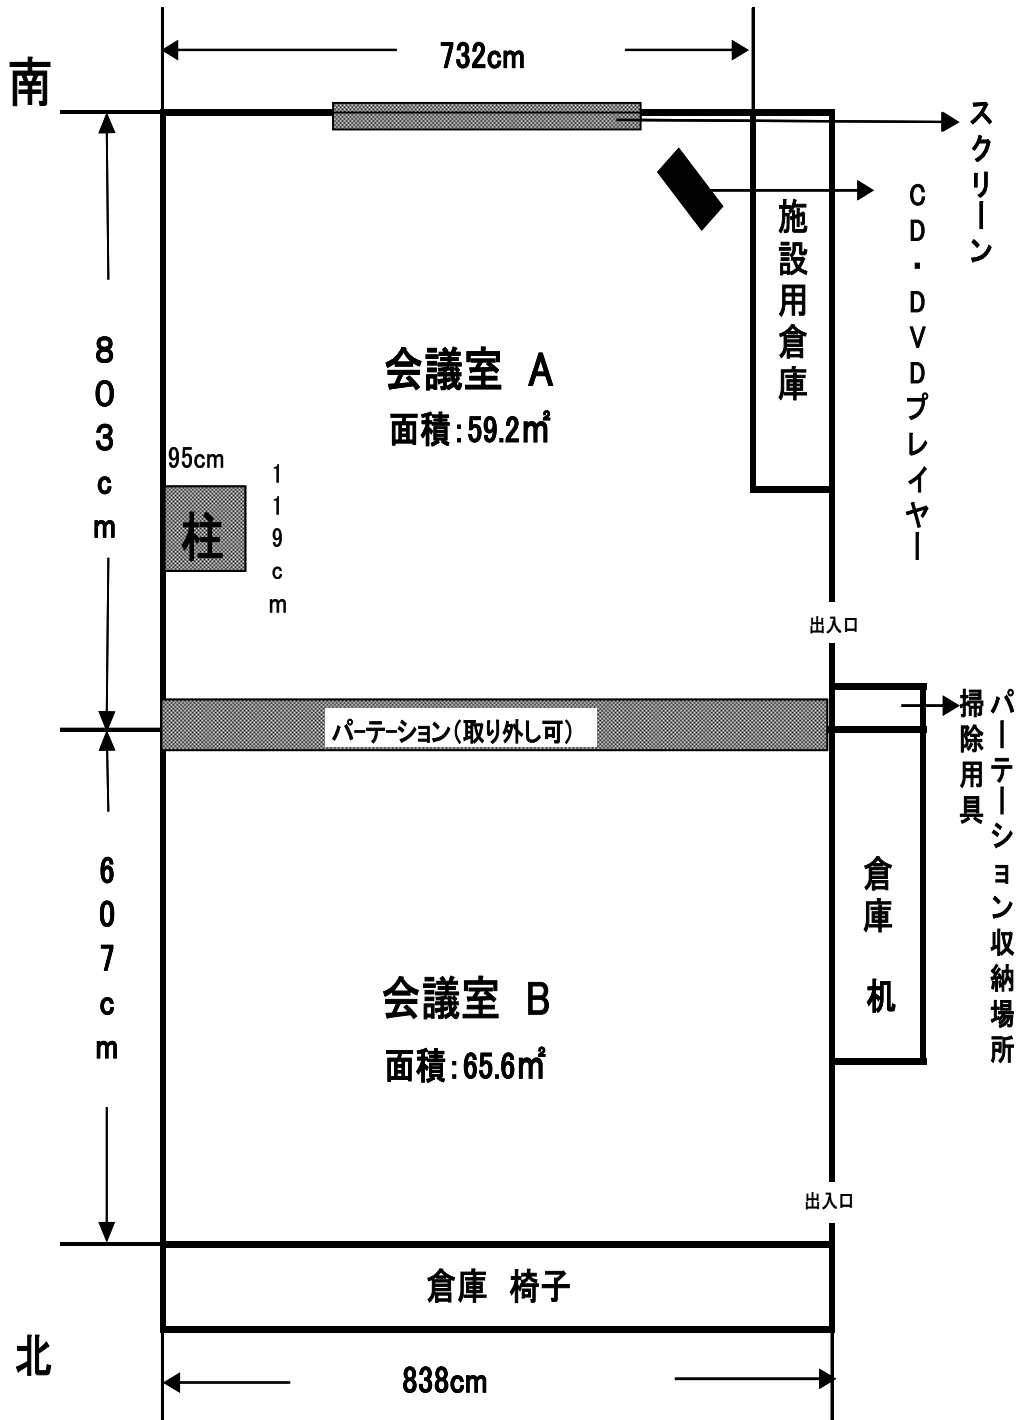 732cm
南
スクリーン
CD・DVDプレイヤー
施設用倉庫
803cm
会議室 A
面積:59.2㎡
95cm
119cm
柱
出入口
パーテーション(取り外し可)
パーテーション収納場所
掃除用具
607cm
倉庫 机
会議室 B
面積:65.6㎡
出入口
倉庫 椅子
北
838cm